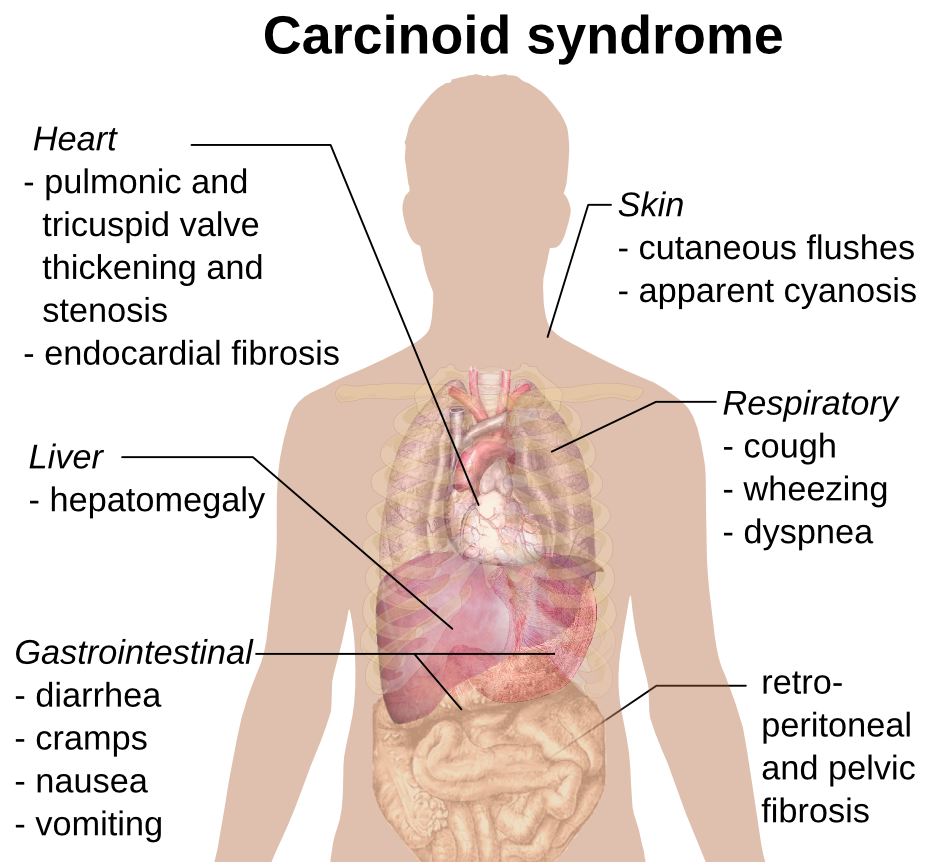 Carcinoid syndrome
Heart
- pulmonic and
tricuspid valve
thickening and
stenosis
- endocardial fibrosis
Skin
- cutaneous flushes
- apparent cyanosis
Respiratory
- cough
- wheezing
- dyspnea
Liver
- hepatomegaly
Gastrointestinal
- diarrhea
- cramps
- nausea
- vomiting
retro-
peritoneal
and pelvic
fibrosis